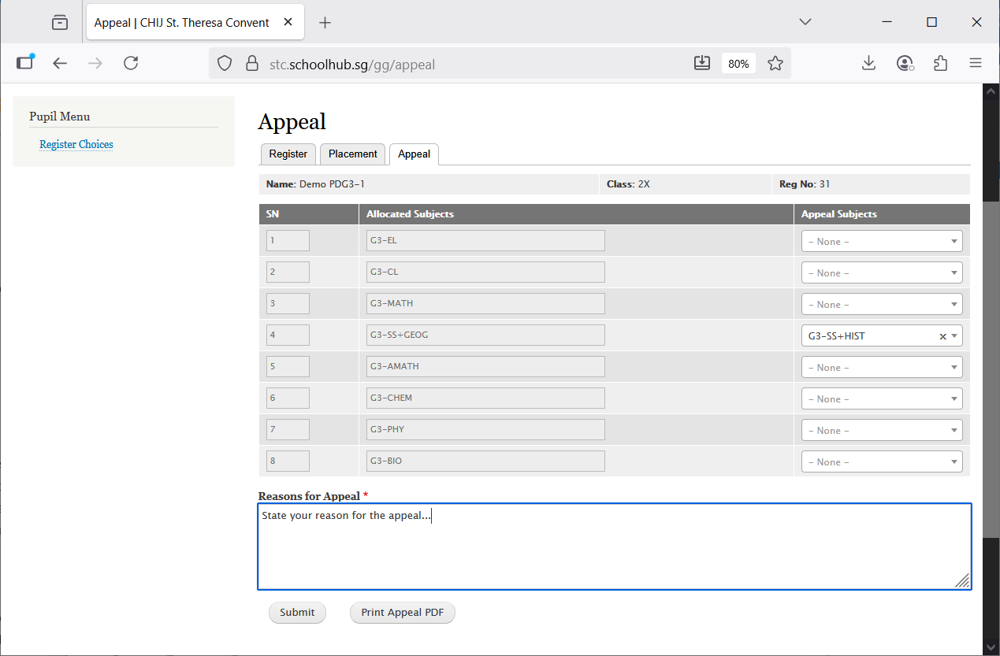 Appeal | CHIJ St. Theresa Convent
stc.schoolhub.sg/gg/appeal 80%
Pupil Menu
Register Choices
Appeal
Register Placement Appeal
Name: Demo PDG3-1 Class: 2X Reg No: 31
SN Allocated Subjects Appeal Subjects
1 G3-EL - None -
2 G3-CL - None -
3 G3-MATH - None -
4 G3-SS+GEOG G3-SS+HIST ×
5 G3-AMATH - None -
6 G3-CHEM - None -
7 G3-PHY - None -
8 G3-BIO - None -
Reasons for Appeal *
State your reason for the appeal...
Submit Print Appeal PDF